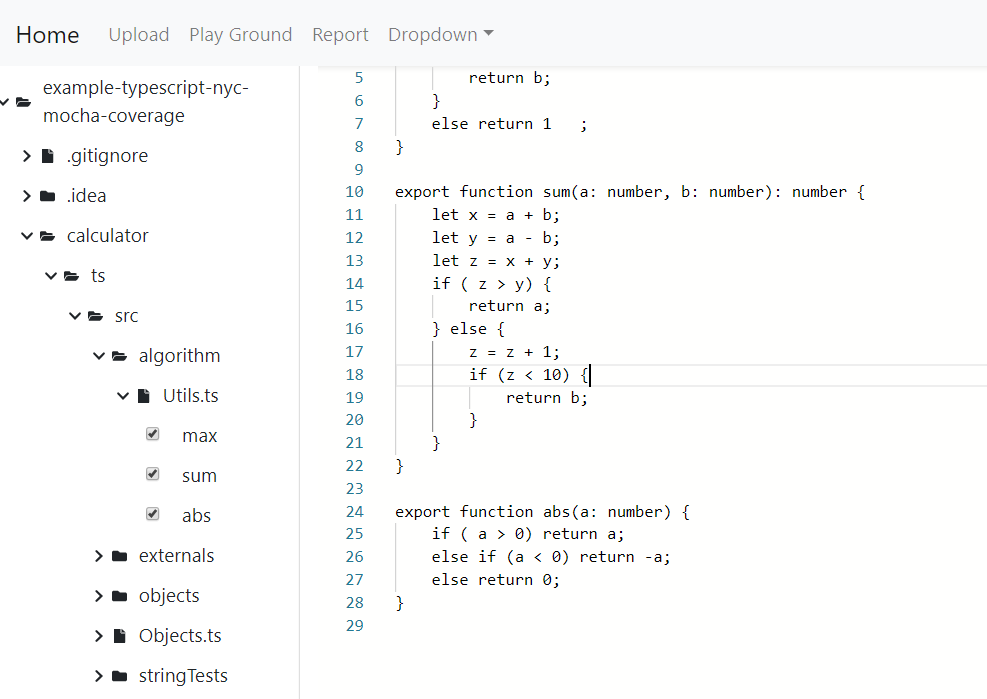 Home Upload Play Ground Report Dropdown
example-typescript-nyc-
mocha-coverage
.gitignore
.idea
calculator
ts
src
algorithm
Utils.ts
max
sum
abs
externals
objects
Objects.ts
stringTests
5         return b;
6     }
7     else return 1   ;
8 }
9
10 export function sum(a: number, b: number): number {
11     let x = a + b;
12     let y = a - b;
13     let z = x + y;
14     if ( z > y) {
15         return a;
16     } else {
17         z = z + 1;
18         if (z < 10) {
19             return b;
20         }
21     }
22 }
23
24 export function abs(a: number) {
25     if ( a > 0) return a;
26     else if (a < 0) return -a;
27     else return 0;
28 }
29